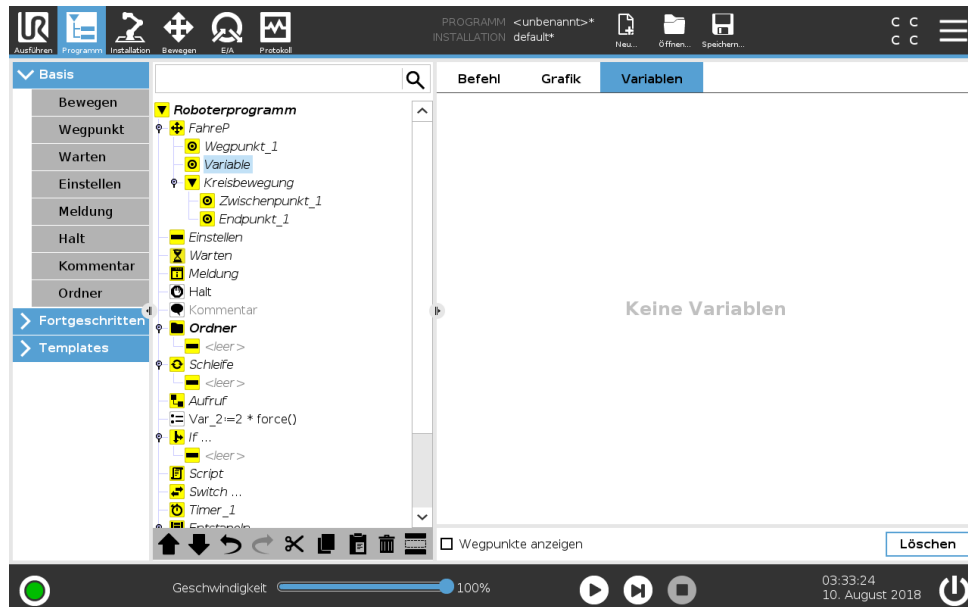 PROGRAMM <unbenannt>*
INSTALLATION default*
Ausführen Programm Installation Bewegen E/A Protokoll
Neu... Öffnen... Speichern...
C C
C C
Basis
Bewegen
Wegpunkt
Warten
Einstellen
Meldung
Halt
Kommentar
Ordner
Fortgeschritten
Templates
Roboterprogramm
FahreP
Wegpunkt_1
Variable
Kreisbewegung
Zwischenpunkt_1
Endpunkt_1
Einstellen
Warten
Meldung
Halt
Kommentar
Ordner
<leer>
Schleife
<leer>
Aufruf
Var_2:=2 * force()
If ...
<leer>
Script
Switch ...
Timer_1
Entstapeln
Befehl Grafik Variablen
Keine Variablen
Wegpunkte anzeigen
Löschen
Geschwindigkeit 100%
03:33:24
10. August 2018